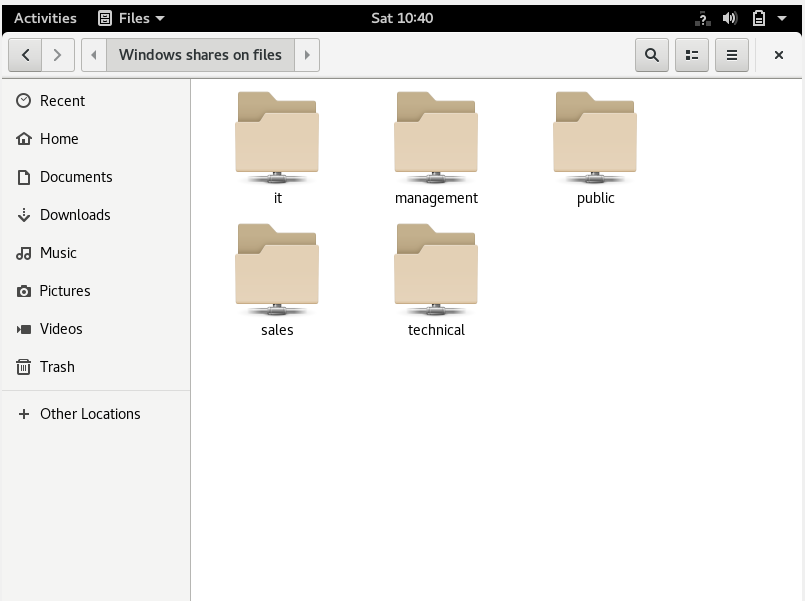 Activities Files Sat 10:40
Windows shares on files
Recent
Home
Documents
Downloads
Music
Pictures
Videos
Trash
Other Locations
it management public
sales technical